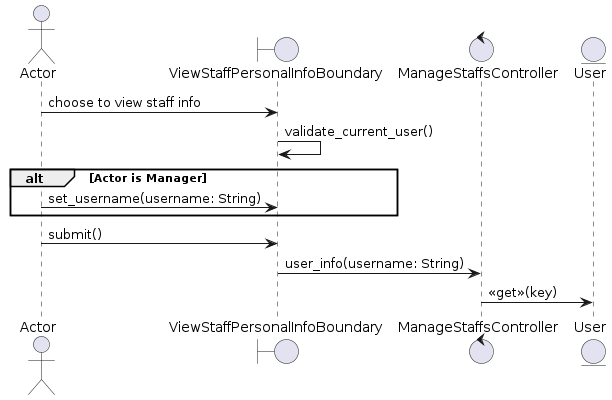 Actor
ViewStaffPersonalInfoBoundary
ManageStaffsController
User
choose to view staff info
validate_current_user()
alt
[Actor is Manager]
set_username(username: String)
submit()
user_info(username: String)
«get»(key)
Actor
ViewStaffPersonalInfoBoundary
ManageStaffsController
User